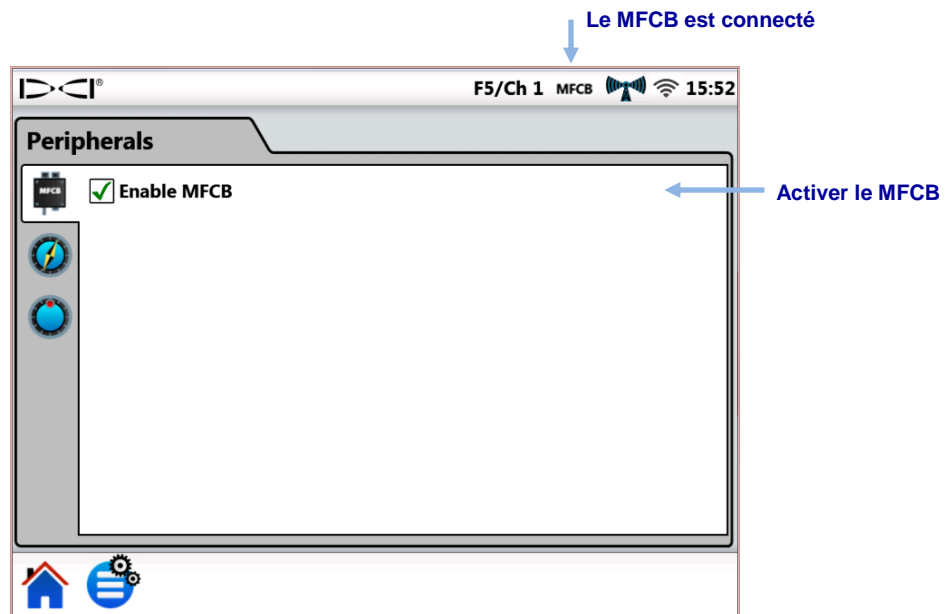 Le MFCB est connecté
DCI® F5/Ch 1 MFCB 15:52
Peripherals
MFCB
Enable MFCB
Activer le MFCB